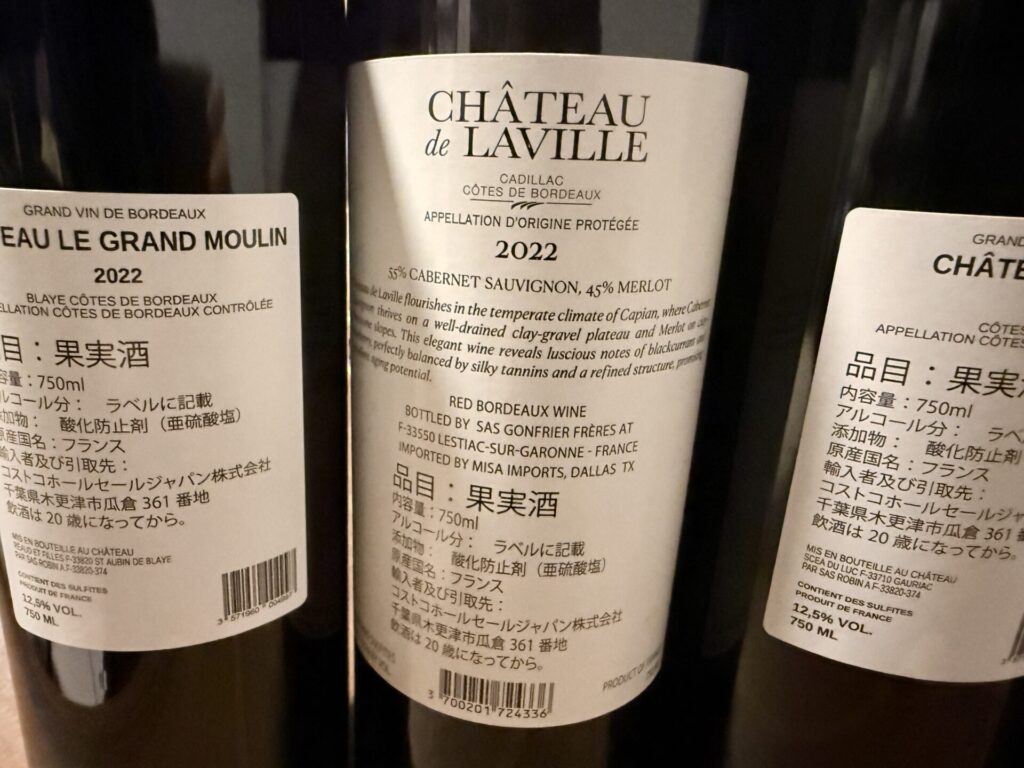 GRAND VIN DE BORDEAUX
EAU LE GRAND MOULIN
2022
BLAYE CÔTES DE BORDEAUX
ELLATION CÔTES DE BORDEAUX CONTRÔLÉE
目：果実酒
容量：750ml
ルコール分： ラベルに記載
添加物： 酸化防止剤（亜硫酸塩）
原産国名：フランス
輸入者及び引取先：
コストコホールセールジャパン株式会社
千葉県木更津市瓜倉 361 番地
飲酒は 20 歳になってから。
MIS EN BOUTEILLE AU CHÂTEAU
REAUD ET FILLES F-33820 ST AUBIN DE BLAYE
PAR SAS ROBIN A.F-33820-374
CONTIENT DES SULFITES
PRODUIT DE FRANCE
12,5% VOL.
750 ML
CHÂTEAU
de LAVILLE
CADILLAC
CÔTES DE BORDEAUX
APPELLATION D'ORIGINE PROTÉGÉE
2022
55% CABERNET SAUVIGNON, 45% MERLOT
de Laville flourishes in the temperate climate of Capian, where Cabernet
thrives on a well-drained clay-gravel plateau and Merlot on
slopes. This elegant wine reveals luscious notes of blackcurrant
perfectly balanced by silky tannins and a refined structure,
aging potential.
RED BORDEAUX WINE
BOTTLED BY SAS GONFRIER FRÈRES AT
F-33550 LESTIAC-SUR-GARONNE - FRANCE
IMPORTED BY MISA IMPORTS, DALLAS TX
品目：果実酒
内容量：750ml
アルコール分： ラベルに記載
添加物： 酸化防止剤（亜硫酸塩）
原産国名：フランス
輸入者及び引取先：
コストコホールセールジャパン株式会社
千葉県木更津市瓜倉 361 番地
飲酒は 20 歳になってから。
PRODUCT OF
3 700201 724336
GRAND
CHÂTE
CÔTES
APPELLATION CÔTE
品目：果実
内容量：750ml
アルコール分： ラベ
添加物： 酸化防止剤
原産国名：フランス
輸入者及び引取先：
コストコホールセールジャ
千葉県木更津市瓜倉 361
飲酒は 20 歳になってから。
MIS EN BOUTEILLE AU CHÂTEAU
SCEA DU LUC F-33710 GAURIAC
PAR SAS ROBIN A.F-33820-374
CONTIENT DES SULFITES
PRODUIT DE FRANCE
12,5% VOL.
750 ML